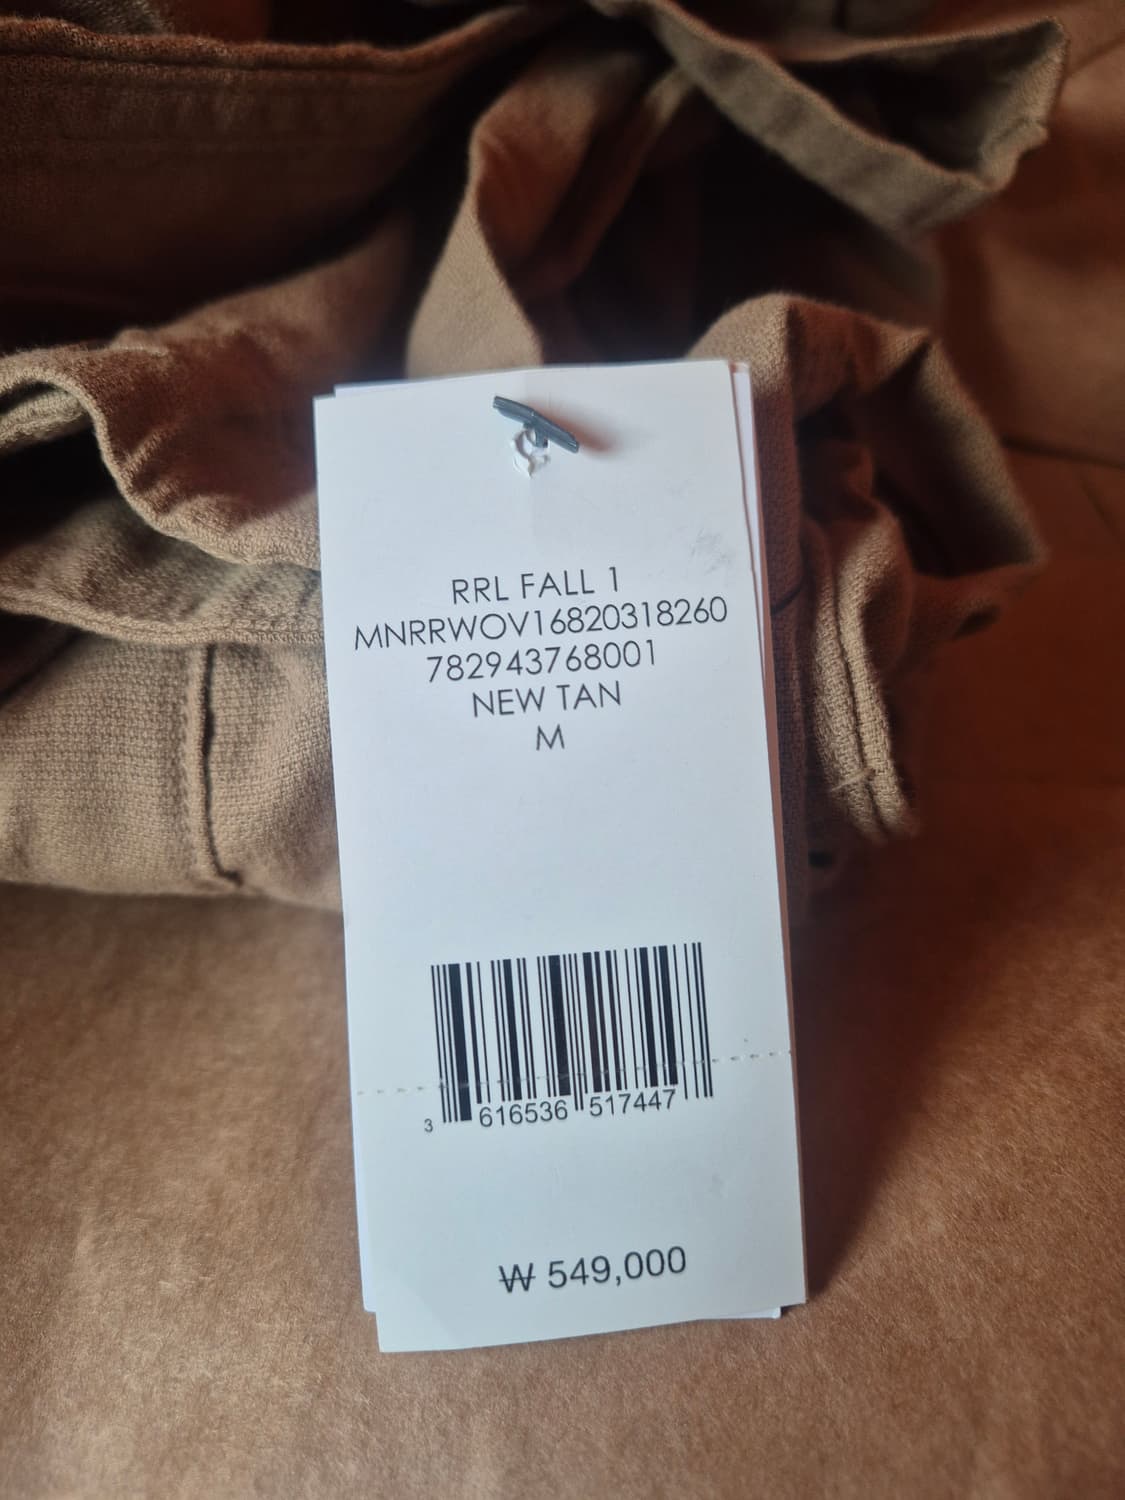 RRL FALL 1
MNRRWOV16820318260
782943768001
NEW TAN
M
3 616536 517447
₩ 549,000